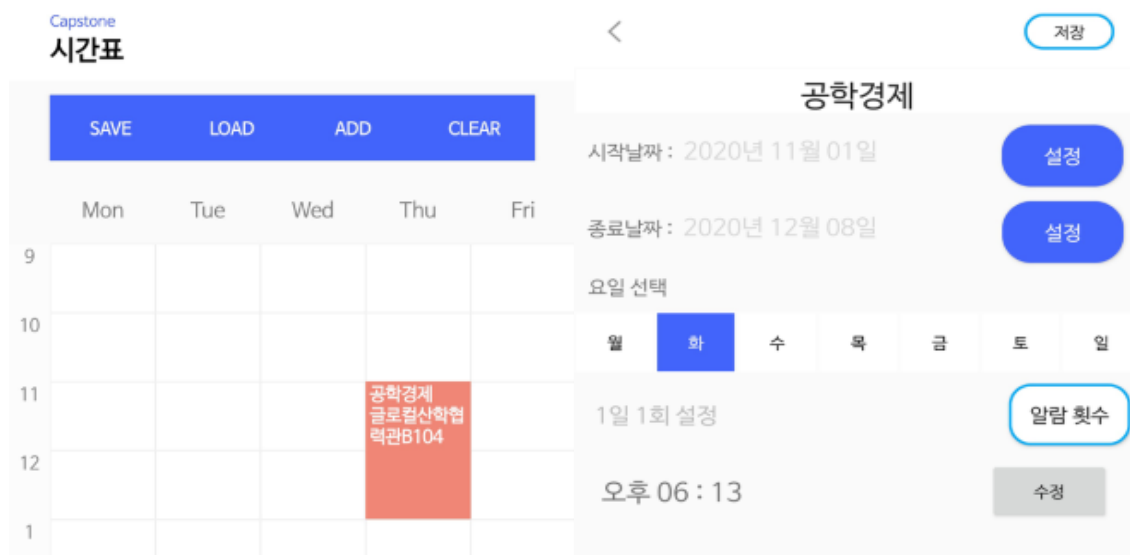 Capstone
시간표
SAVE LOAD ADD CLEAR
Mon Tue Wed Thu Fri
9
10
11
공학경제
글로컬산학협
력관B104
12
1
저장
공학경제
시작날짜 : 2020년 11월 01일 설정
종료날짜 : 2020년 12월 08일 설정
요일 선택
월 화 수 목 금 토 일
1일 1회 설정 알람 횟수
오후 06 : 13 수정